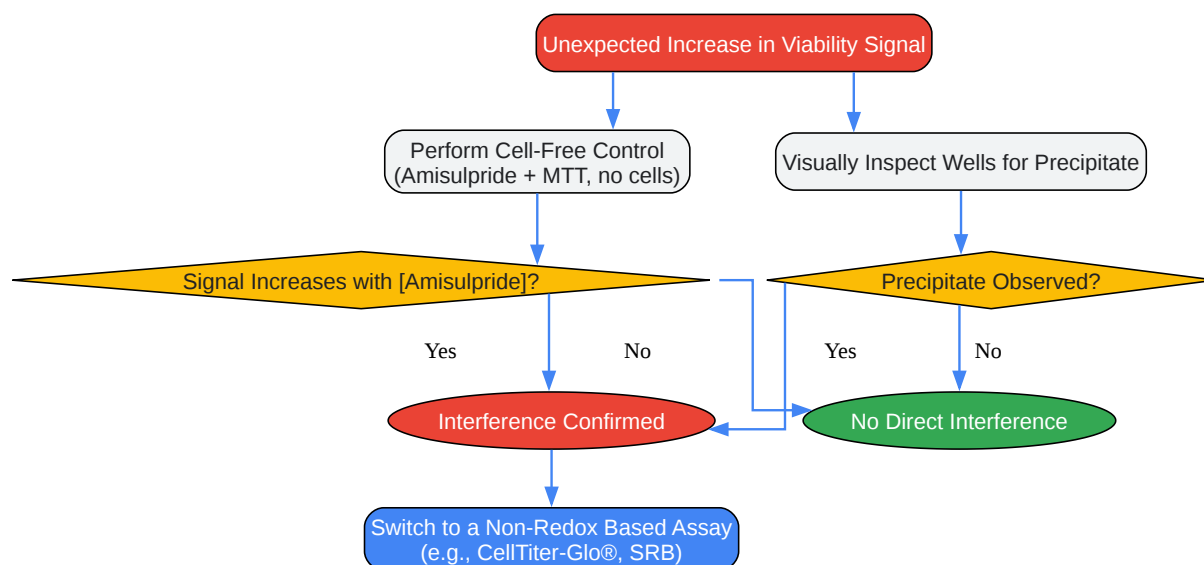 Unexpected Increase in Viability Signal
Perform Cell-Free Control
(Amisulpride + MTT, no cells)
Visually Inspect Wells for Precipitate
Signal Increases with [Amisulpride]?
Precipitate Observed?
Yes
No
Yes
No
Interference Confirmed
No Direct Interference
Switch to a Non-Redox Based Assay
(e.g., CellTiter-Glo®, SRB)